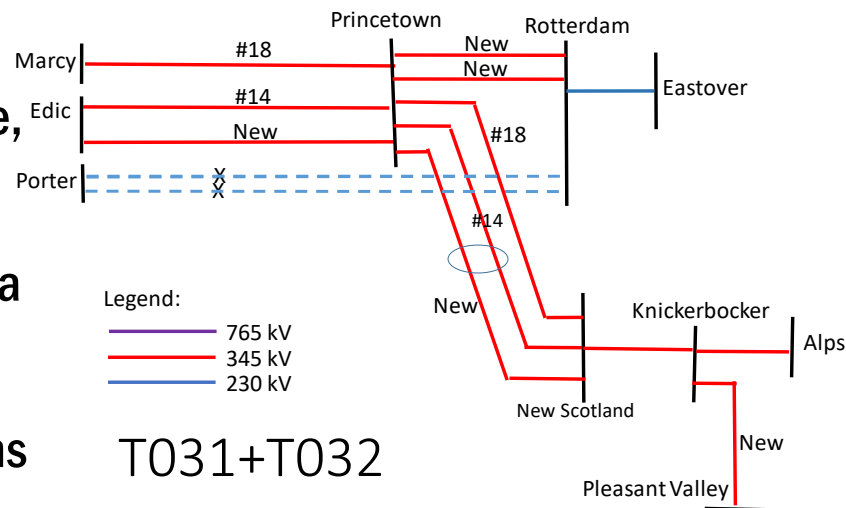 Princetown
Rotterdam
Marcy
#18
New
New
Eastover
e,
Edic
#14
New
#18
Porter
X
X
#14
a
Legend:
New
Knickerbocker
765 kV
345 kV
Alps
230 kV
New Scotland
ns
T031+T032
New
Pleasant Valley